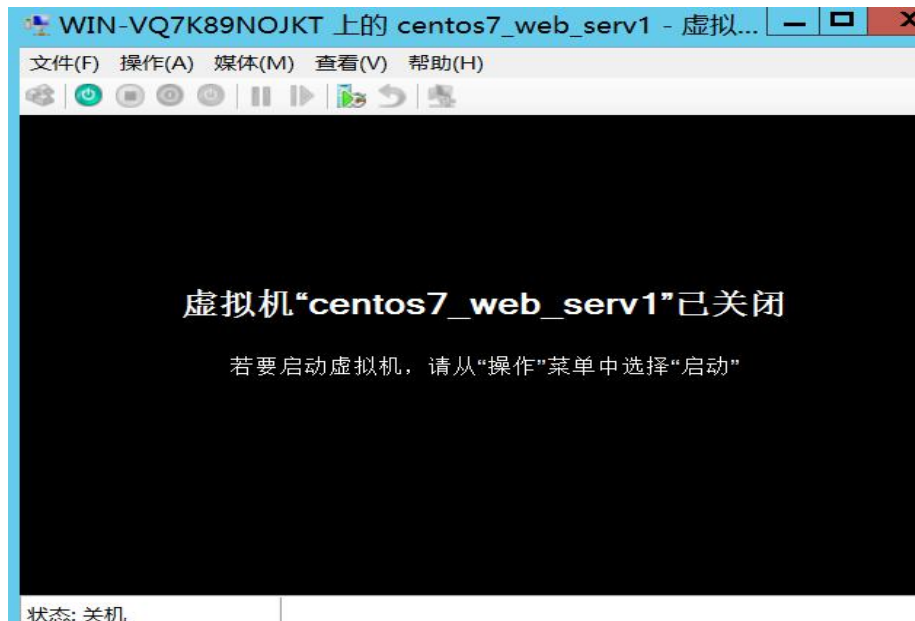 WIN-VQ7K89NOJKT 上的 centos7_web_serv1 - 虚拟...
文件(F) 操作(A) 媒体(M) 查看(V) 帮助(H)
虚拟机“centos7_web_serv1”已关闭
若要启动虚拟机，请从“操作”菜单中选择“启动”
状态: 关机